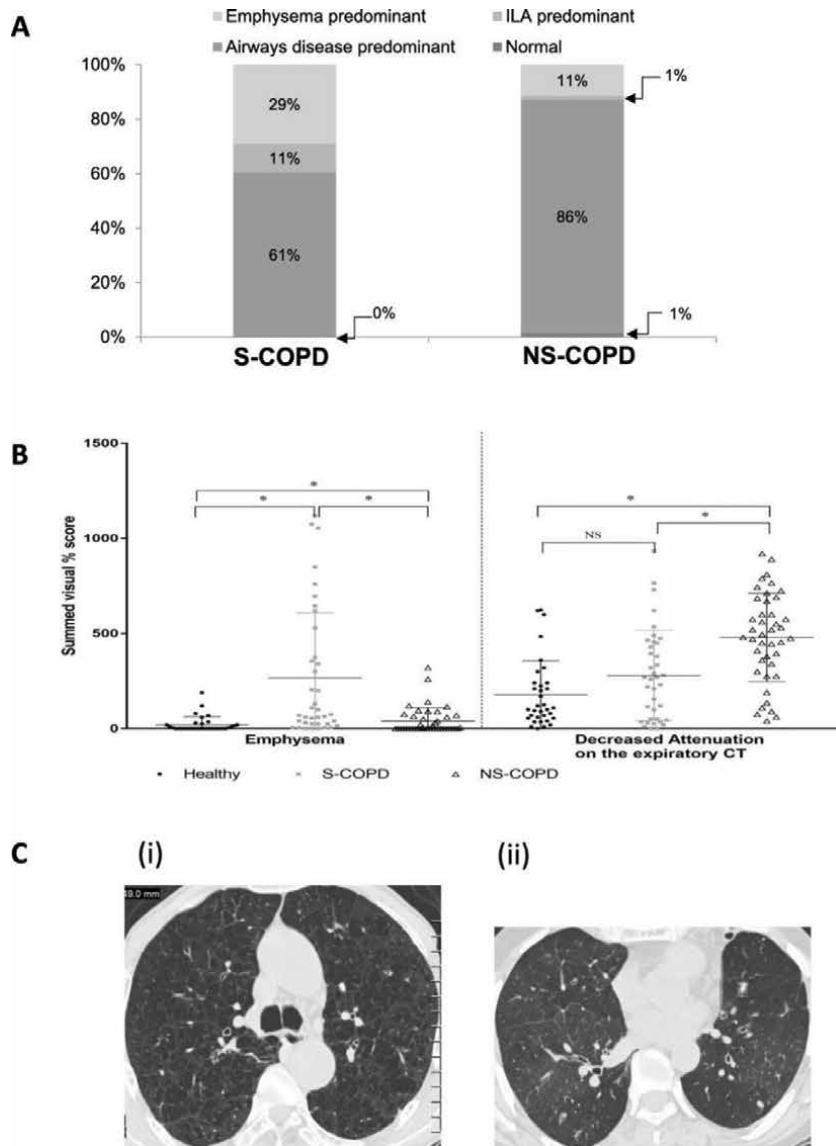 A
Emphysema predominant
ILA predominant
Airways disease predominant
Normal
100%
80%
60%
40%
20%
0%
29%
11%
61%
0%
11%
1%
86%
1%
S-COPD
NS-COPD
B
Summed visual % score
1500
1000
500
0
*
*
*
NS
*
*
Emphysema
Decreased Attenuation
on the expiratory CT
Healthy
S-COPD
NS-COPD
C
(i)
(ii)